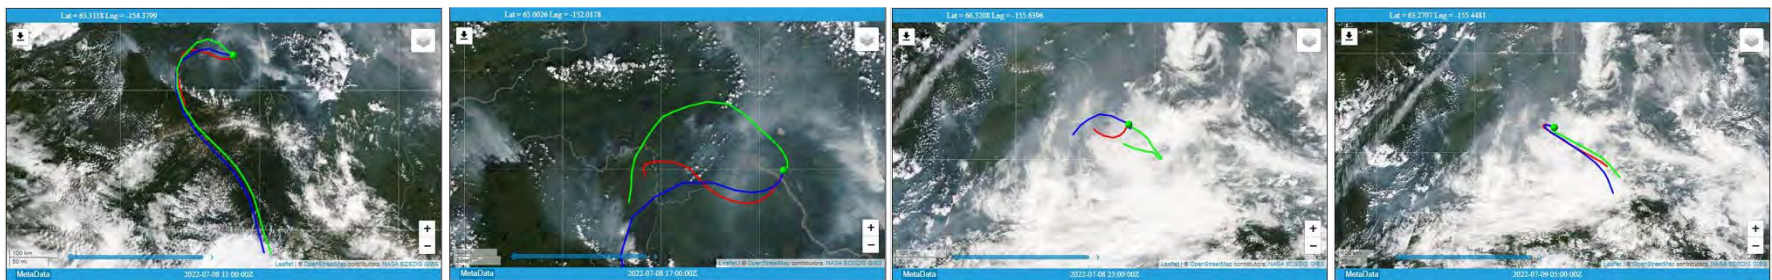 Lat = 65.3118 Lng = -154.3799
+
−
100 km
50 mi
Leaflet | © OpenStreetMap contributors, NASA EOSDIS GIBS
MetaData
2022-07-08 11:00:00Z
Lat = 65.0026 Lng = -152.0178
+
−
Leaflet | © OpenStreetMap contributors, NASA EOSDIS GIBS
MetaData
2022-07-08 17:00:00Z
Lat = 66.3208 Lng = -155.6396
+
−
Leaflet | © OpenStreetMap contributors, NASA EOSDIS GIBS
MetaData
2022-07-08 23:00:00Z
Lat = 63.2707 Lng = -155.4481
+
−
Leaflet | © OpenStreetMap contributors, NASA EOSDIS GIBS
MetaData
2022-07-09 05:00:00Z